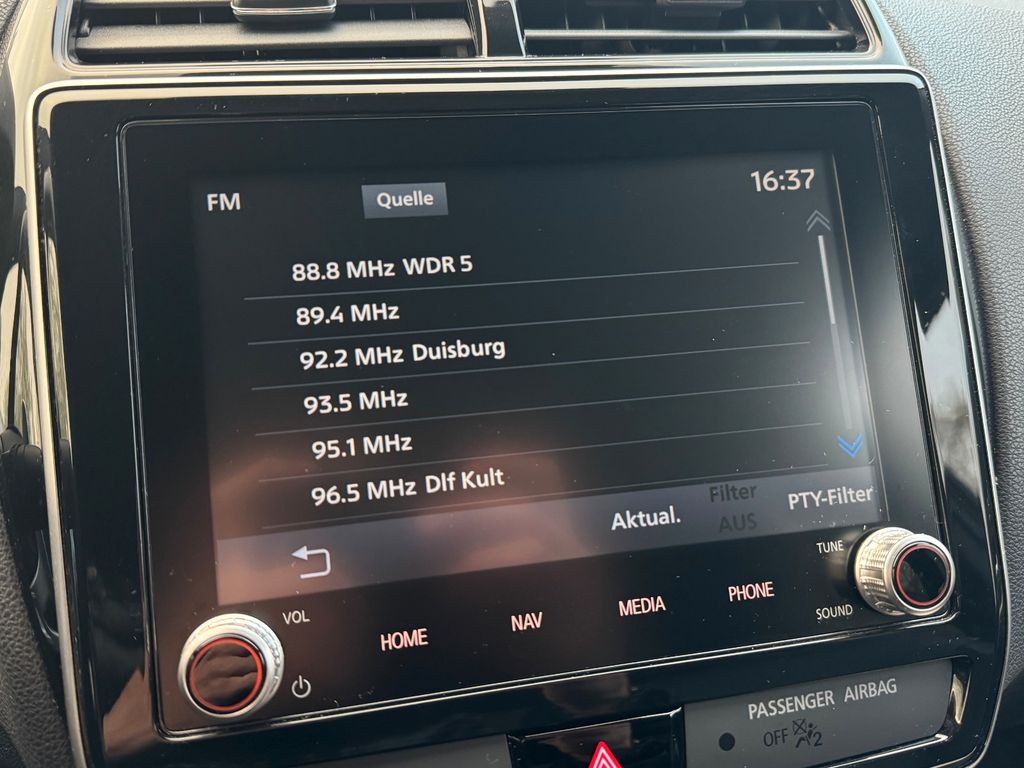 FM Quelle 16:37
88.8 MHz WDR 5
89.4 MHz
92.2 MHz Duisburg
93.5 MHz
95.1 MHz
96.5 MHz Dlf Kult
Aktual. Filter AUS PTY-Filter
VOL TUNE
SOUND
HOME NAV MEDIA PHONE
PASSENGER AIRBAG
OFF 2